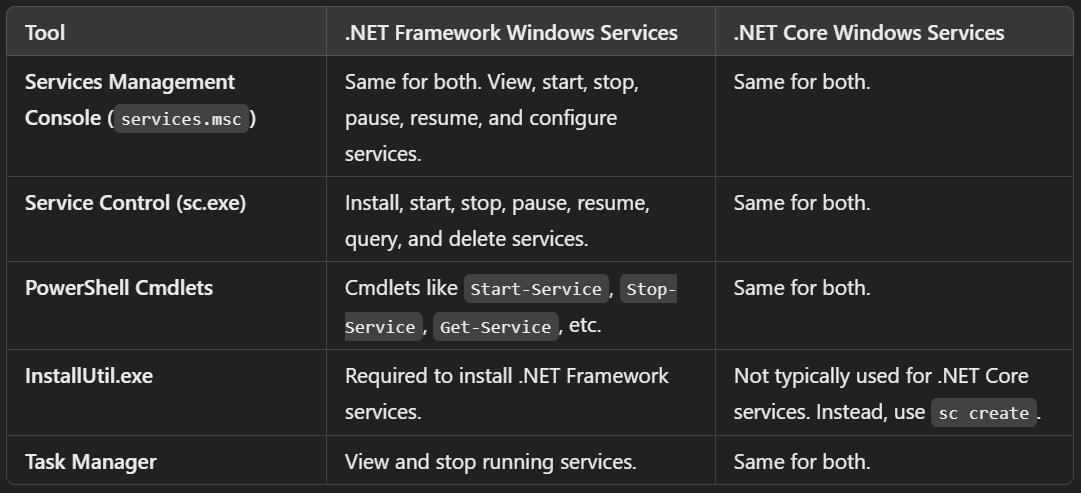 Tool
.NET Framework Windows Services
.NET Core Windows Services
Services Management
Console (services.msc)
Same for both. View, start, stop,
pause, resume, and configure
services.
Same for both.
Service Control (sc.exe)
Install, start, stop, pause, resume,
query, and delete services.
Same for both.
PowerShell Cmdlets
Cmdlets like Start-Service, Stop-
Service, Get-Service, etc.
Same for both.
InstallUtil.exe
Required to install .NET Framework
services.
Not typically used for .NET Core
services. Instead, use sc create.
Task Manager
View and stop running services.
Same for both.